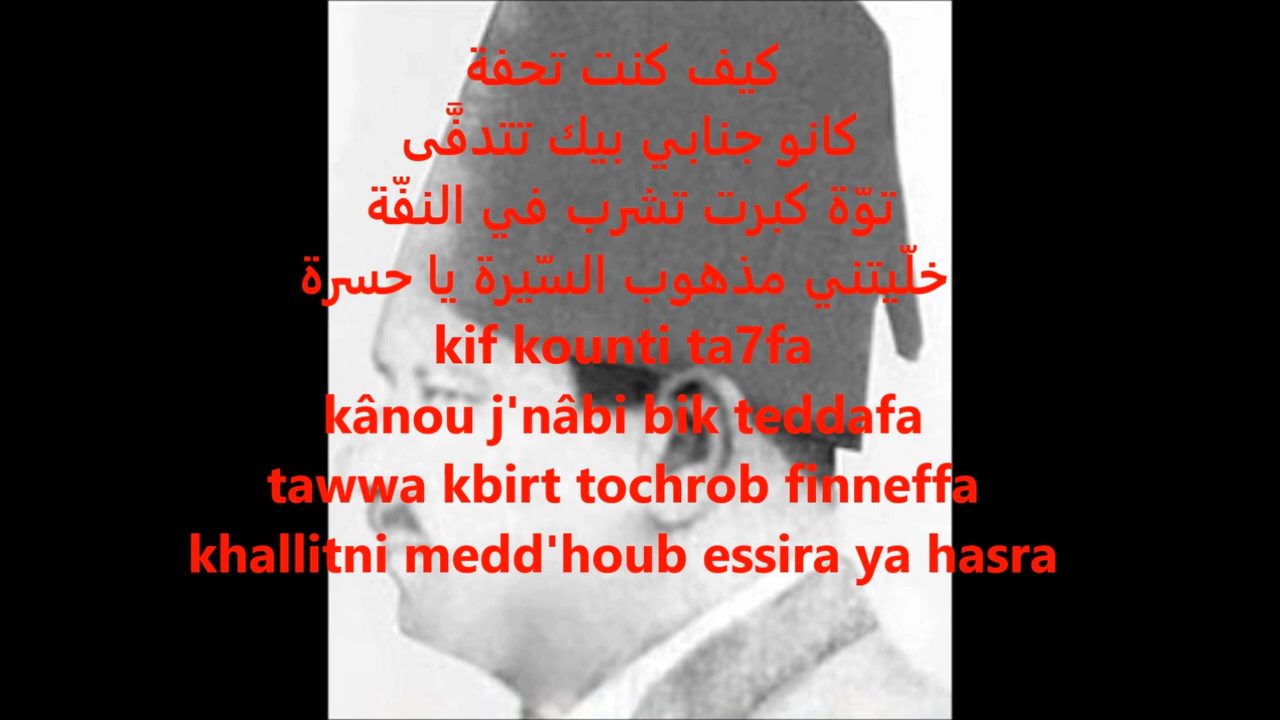 كيف كنت تحفة
كانو جنابي بيك تتدفَّى
توّة كبرت تشرب في النفّة
خلّيتني مذهوب السّيرة يا حسرة
kif kounti ta7fa
kânou j'nâbi bik teddafa
tawwa kbirt tochrob finneffa
khallitni medd'houb essira ya hasra